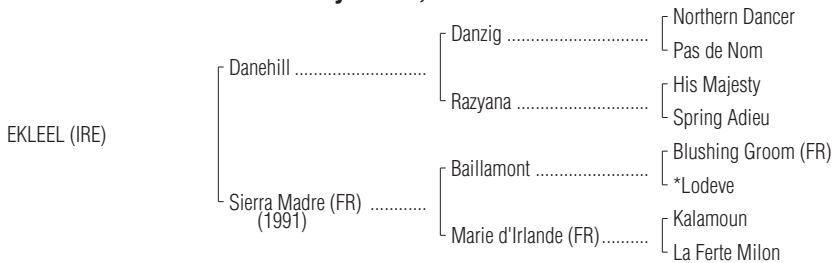 Northern Dancer
Danzig ......................................
Pas de Nom
Danehill ............................
His Majesty
Razyana ...................................
Spring Adieu
EKLEEL (IRE)
Blushing Groom (FR)
Baillamont ..............................
*Lodeve
Sierra Madre (FR) ............
(1991)
Kalamoun
Marie d'Irlande (FR)..........
La Ferte Milon